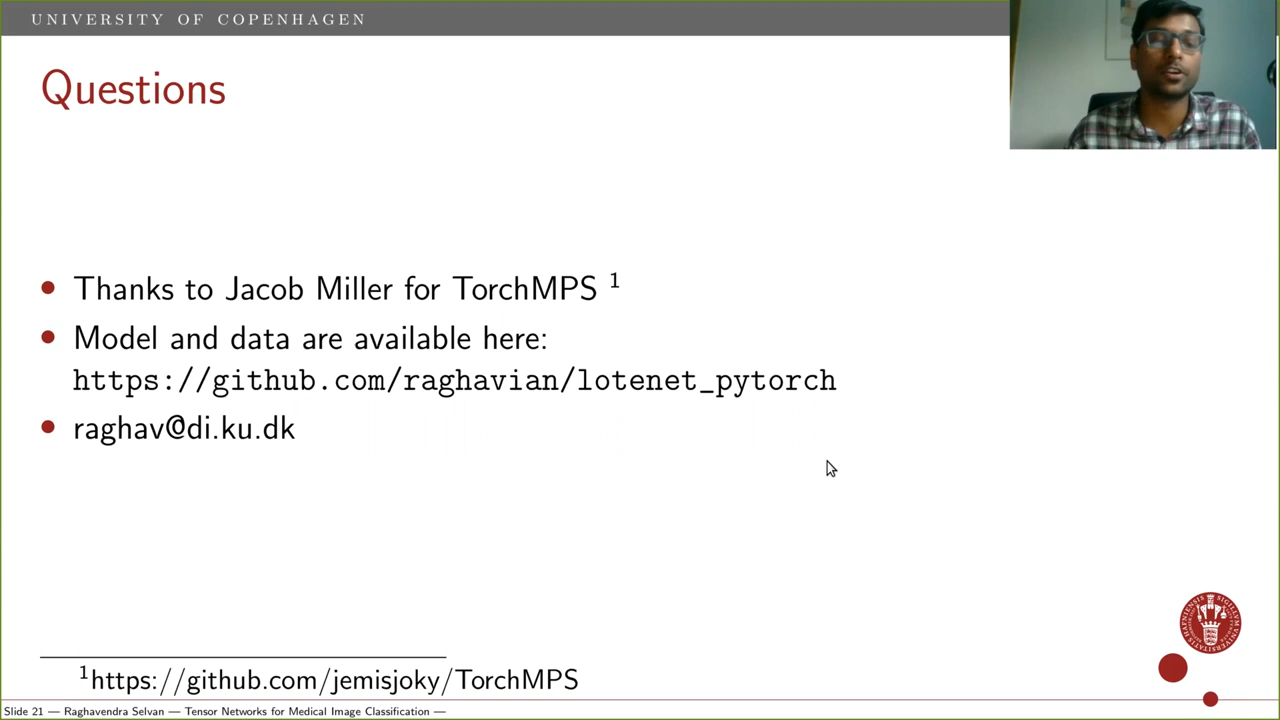 UNIVERSITY OF COPENHAGEN
Questions
Thanks to Jacob Miller for TorchMPS 1
Model and data are available here:
https://github.com/raghavian/lotenet_pytorch
raghav@di.ku.dk
1https://github.com/jemisjoky/TorchMPS
Slide 21 — Raghavendra Selvan — Tensor Networks for Medical Image Classification —